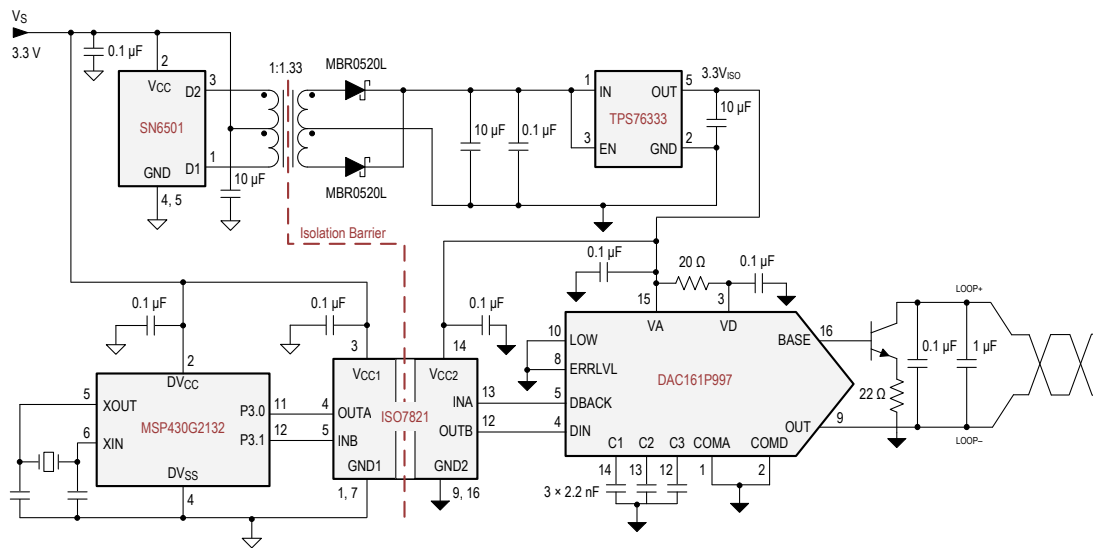 VS
3.3 V
0.1 µF
2
VCC
D2
3
SN6501
D1
1
GND
4, 5
10 µF
1:1.33
MBR0520L
MBR0520L
Isolation Barrier
10 µF
0.1 µF
1
IN
OUT
5
TPS76333
3
EN
GND
2
3.3VISO
10 µF
0.1 µF
20 Ω
0.1 µF
15
3
VA
VD
0.1 µF
2
DVCC
5
XOUT
P3.0
11
6
XIN
MSP430G2132
P3.1
12
DVSS
4
0.1 µF
3
VCC1
4
OUTA
5
INB
GND1
1, 7
ISO7821
0.1 µF
14
VCC2
INA
13
OUTB
12
GND2
9, 16
10
LOW
8
ERRLVL
5
DBACK
4
DIN
DAC161P997
BASE
16
OUT
9
C1
C2
C3
COMA
COMD
14
13
12
1
2
3 × 2.2 nF
22 Ω
0.1 µF
1 µF
LOOP+
LOOP–